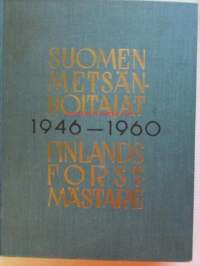 SUOMEN
METSÄN-
HOITAJAT
1946 – 1960
FINLANDS
FORST
MÄSTARE